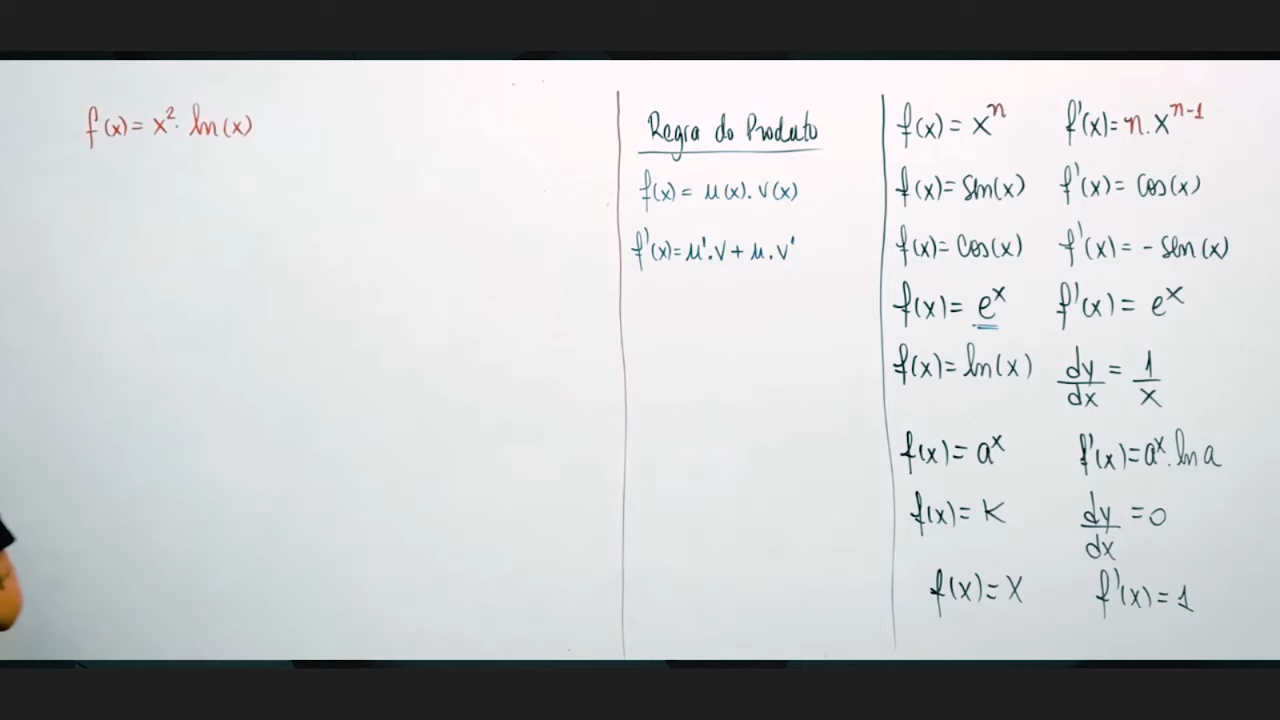 f(x) = x². ln(x)
Regra do Produto
f(x) = u(x). v(x)
f'(x) = u'. v + u. v'
f(x) = xⁿ f'(x) = n. xⁿ⁻¹
f(x) = sen(x) f'(x) = cos(x)
f(x) = cos(x) f'(x) = - sen(x)
f(x) = eˣ f'(x) = eˣ
f(x) = ln(x) dy/dx = 1/x
f(x) = aˣ f'(x) = aˣ. ln a
f(x) = K dy/dx = 0
f(x) = X f'(x) = 1